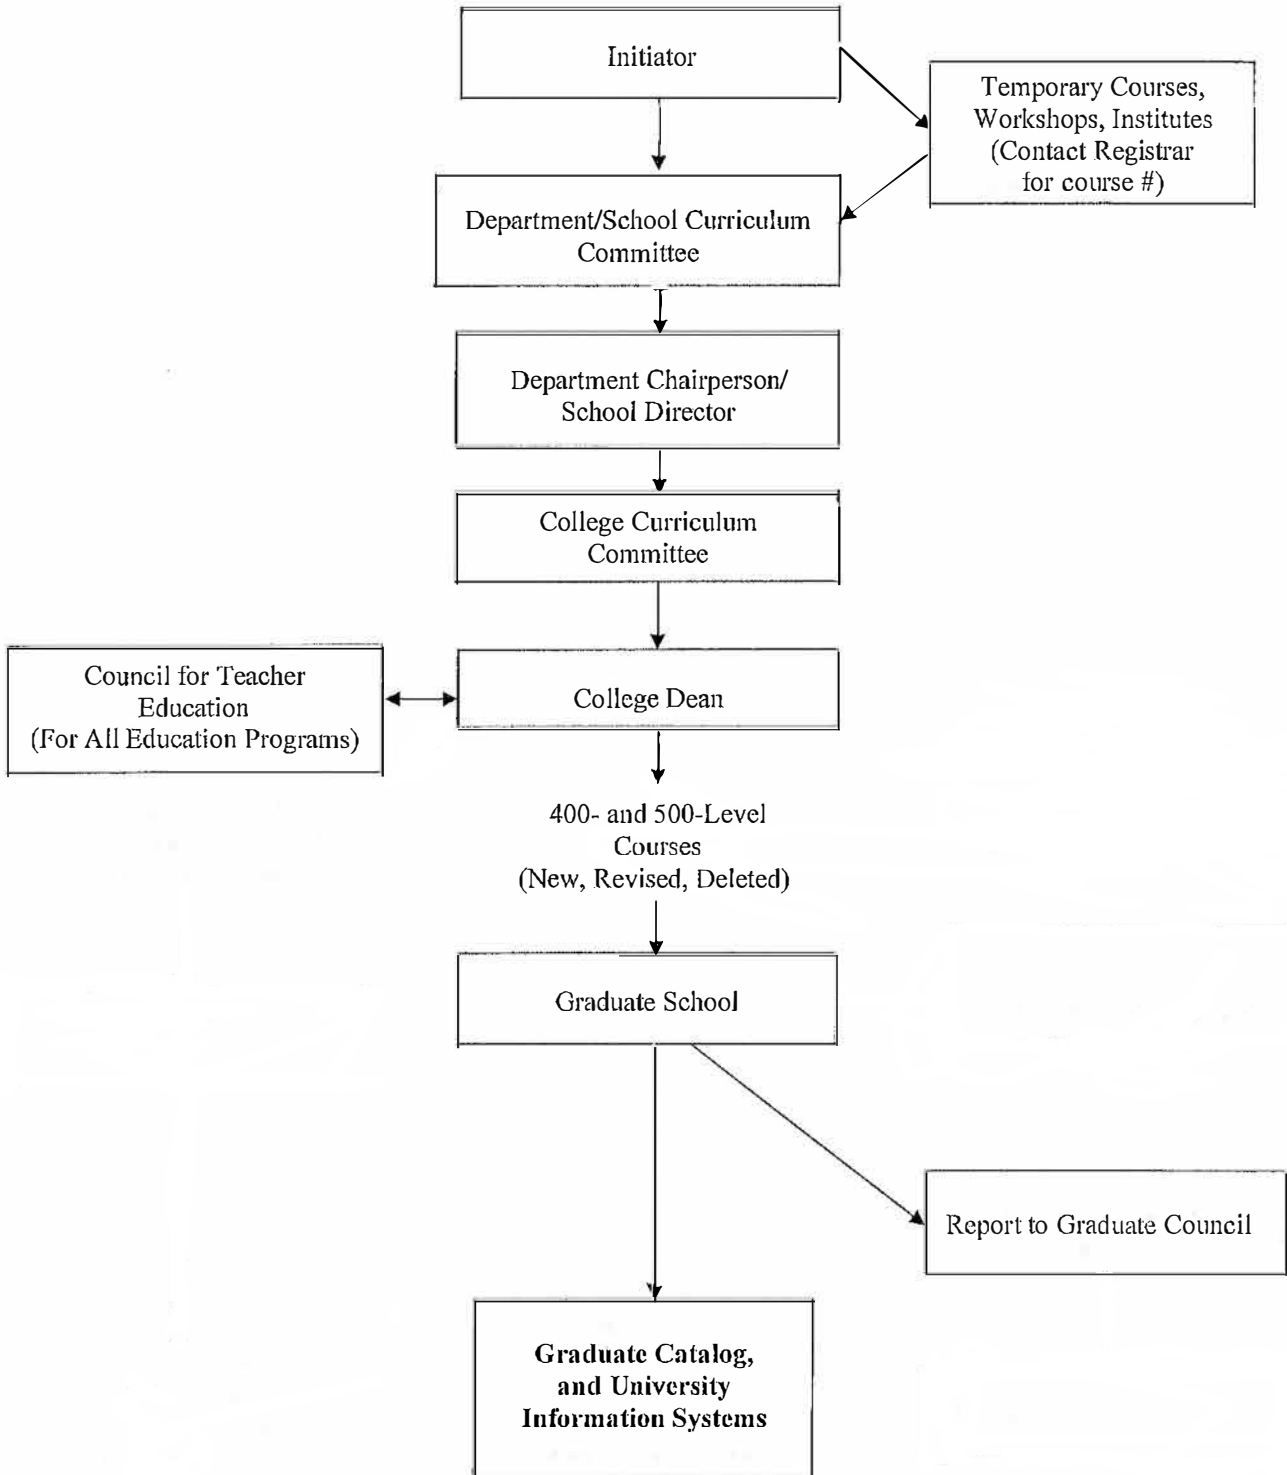 Initiator
Temporary Courses,
Workshops, Institutes
(Contact Registrar
for course #)
Department/School Curriculum
Committee
Department Chairperson/
School Director
College Curriculum
Committee
Council for Teacher
Education
(For All Education Programs)
College Dean
400- and 500-Level
Courses
(New, Revised, Deleted)
Graduate School
Report to Graduate Council
Graduate Catalog,
and University
Information Systems